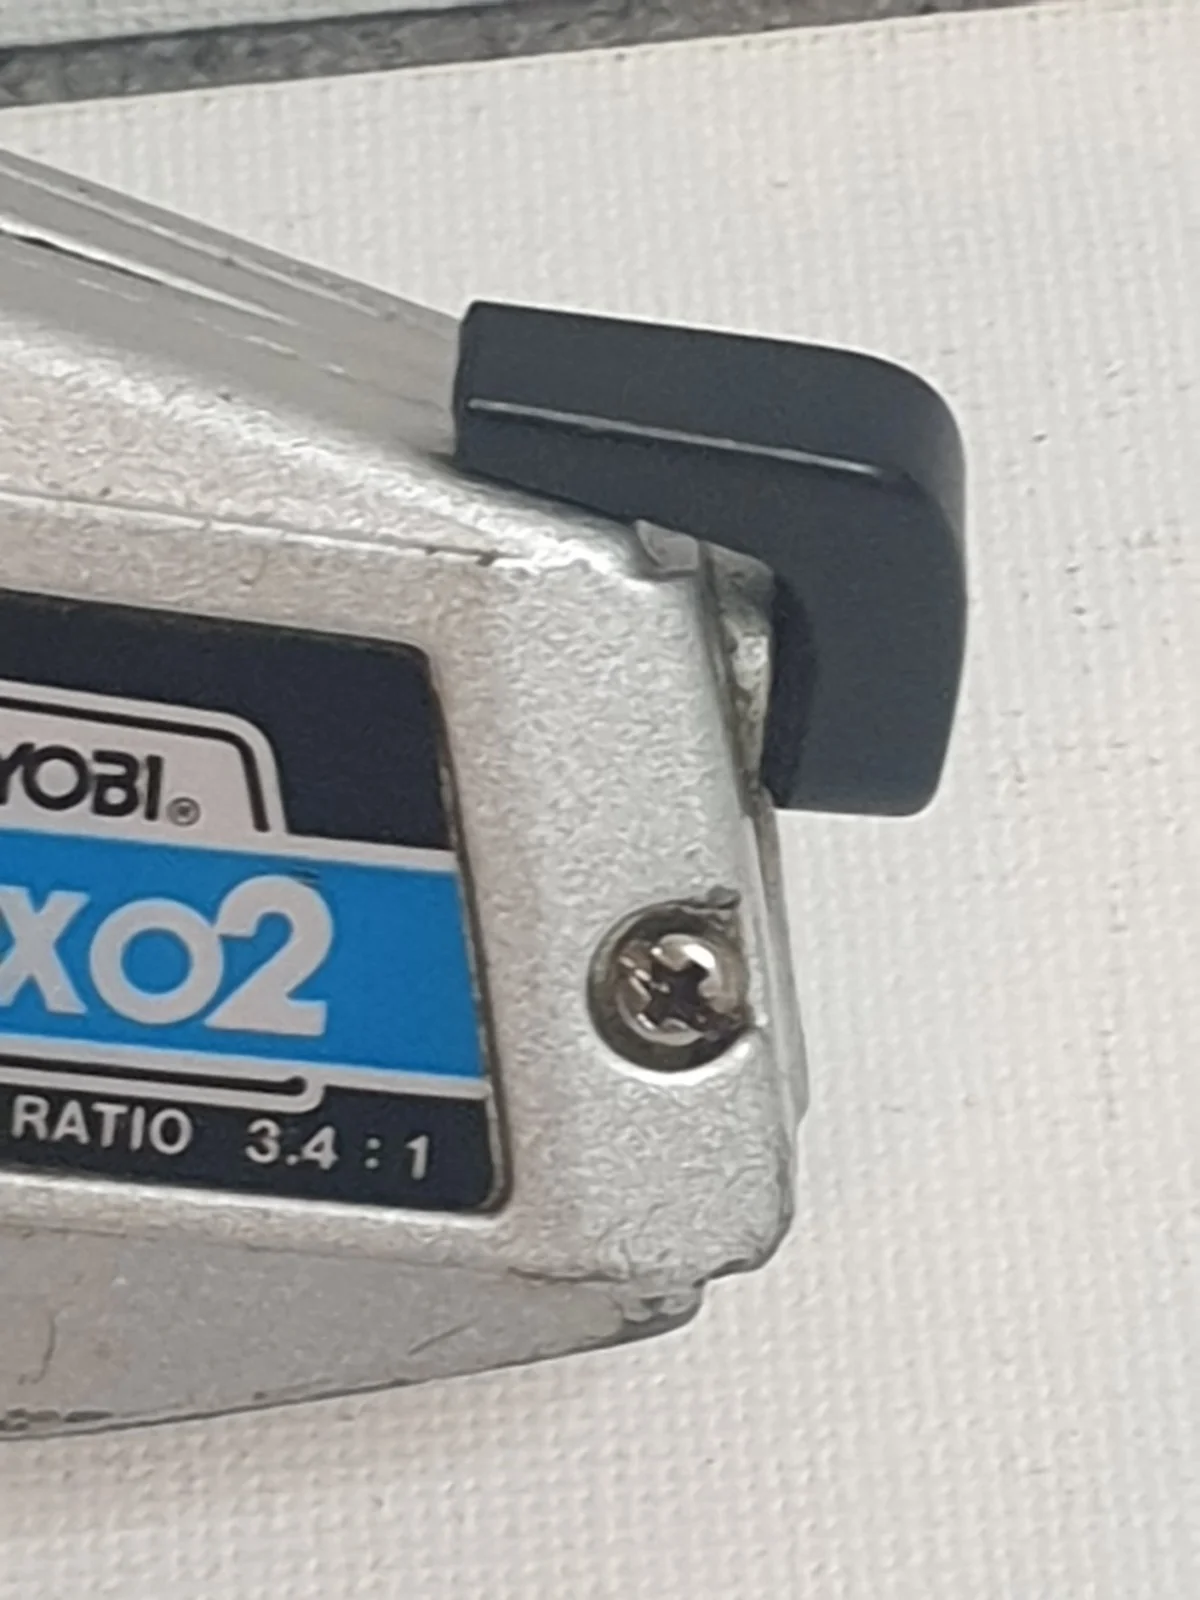 YOBI®
XO2
RATIO 3.4 : 1